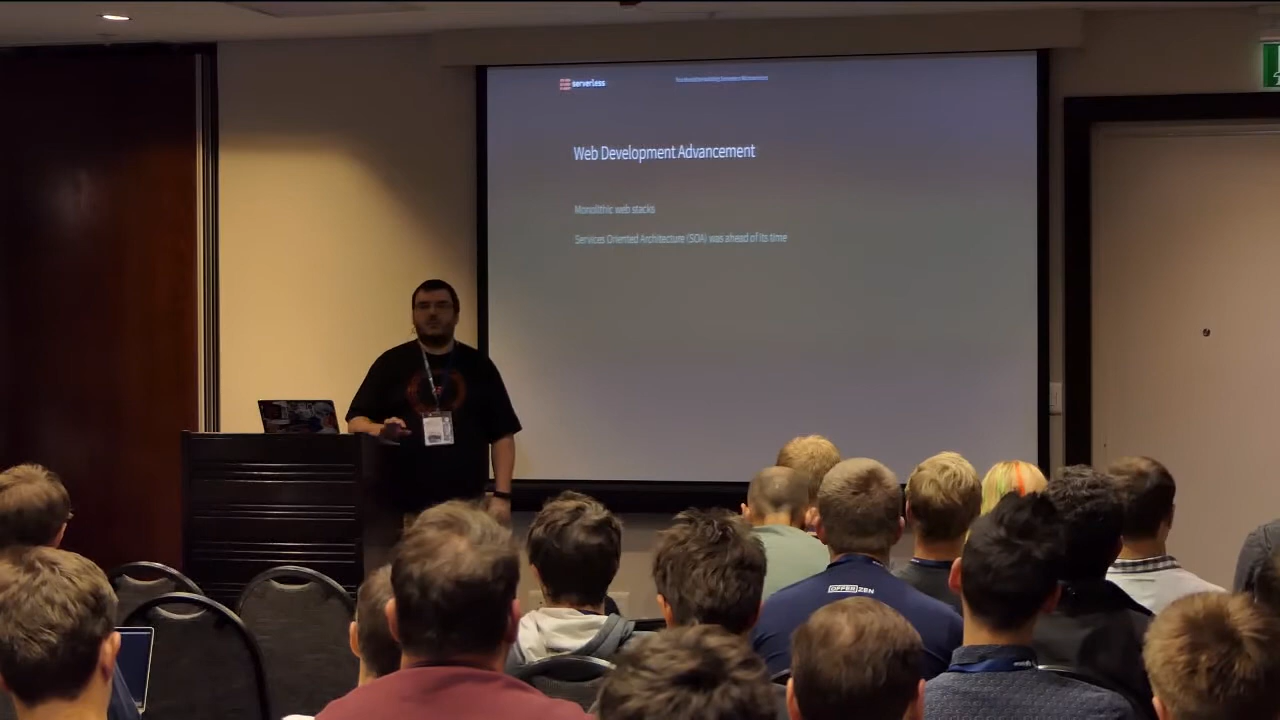 serverless
Web Development Advancement
Monolithic web stacks
Services Oriented Architecture (SOA) was ahead of its time
OFFERZEN